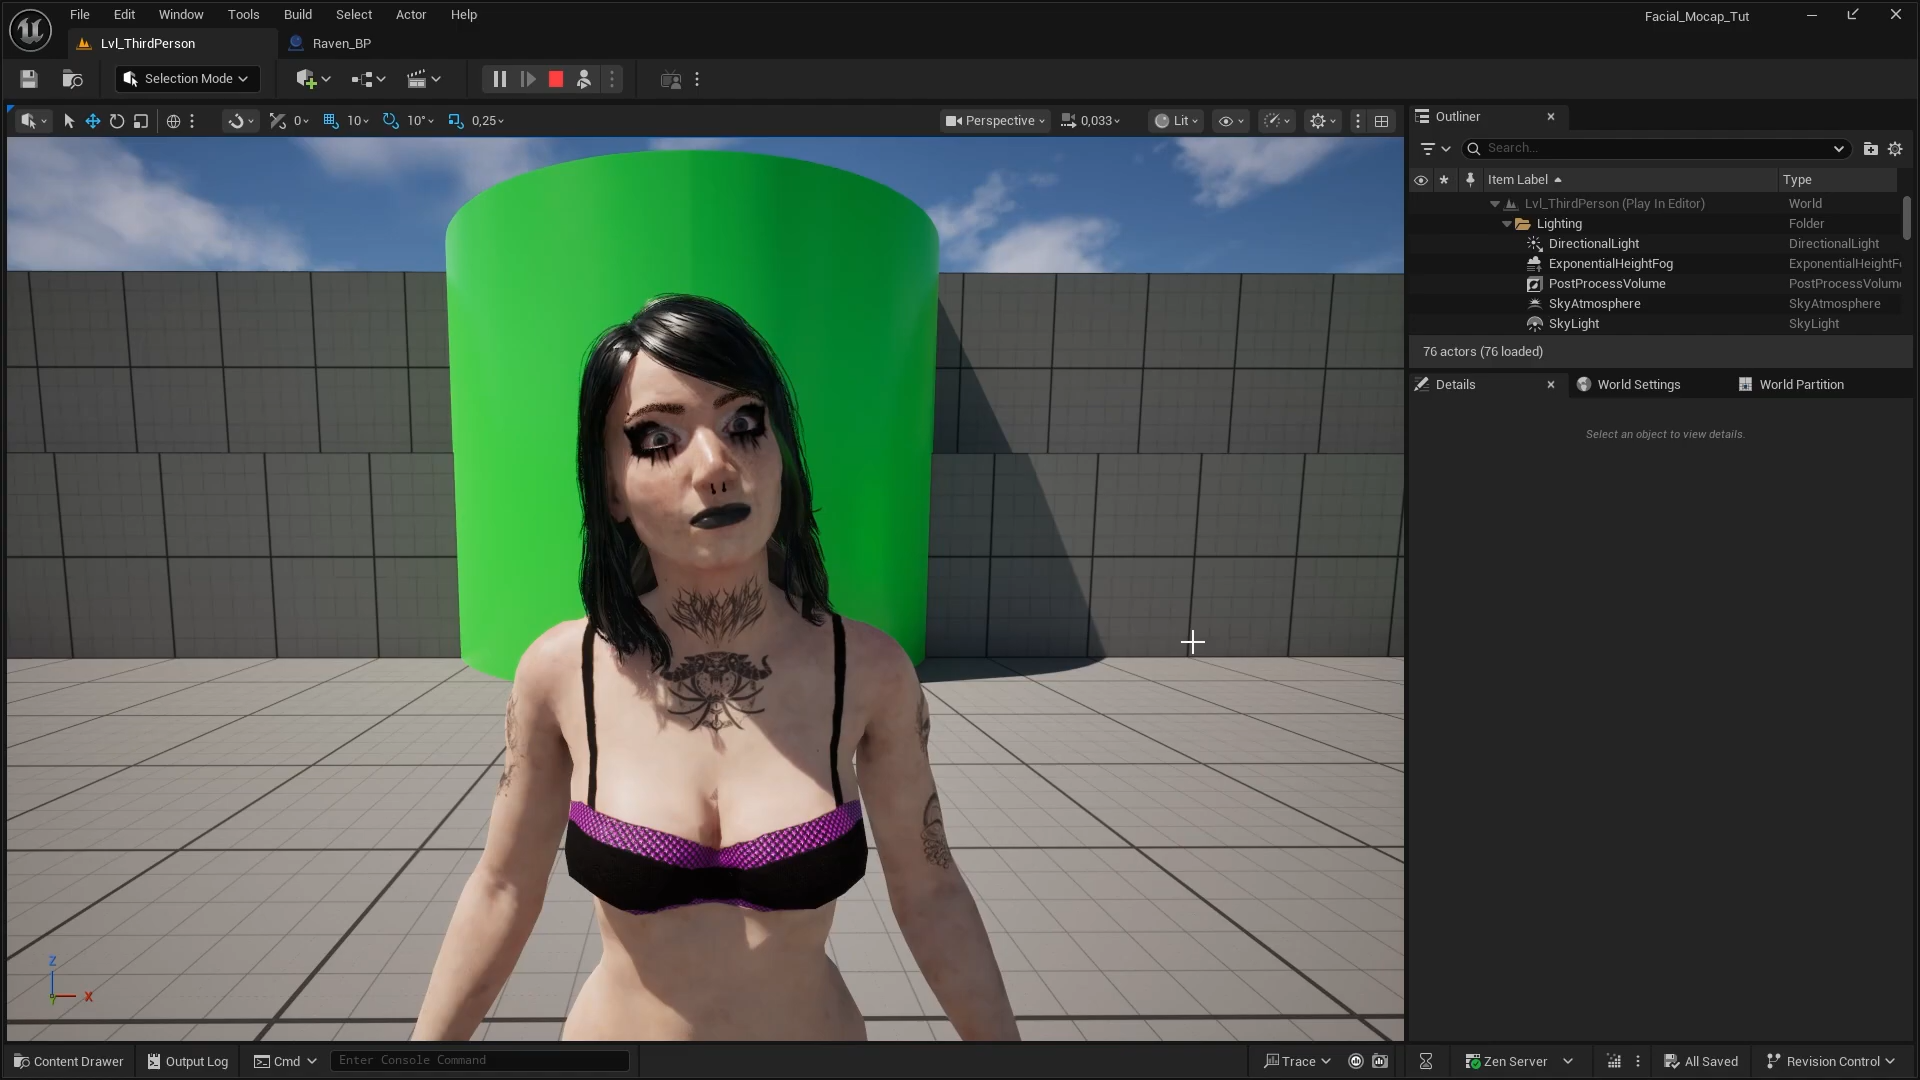 File Edit Window Tools Build Select Actor Help
Facial_Mocap_Tut
Lvl_ThirdPerson
Raven_BP
Selection Mode
0 10 10° 0,25
Perspective 0,033 Lit
Outliner
Search...
Item Label Type
Lvl_ThirdPerson (Play In Editor) World
Lighting Folder
DirectionalLight DirectionalLight
ExponentialHeightFog ExponentialHeightF
PostProcessVolume PostProcessVolum
SkyAtmosphere SkyAtmosphere
SkyLight SkyLight
76 actors (76 loaded)
Details World Settings World Partition
Select an object to view details.
Z
X
Content Drawer Output Log Cmd Enter Console Command Trace Zen Server All Saved Revision Control